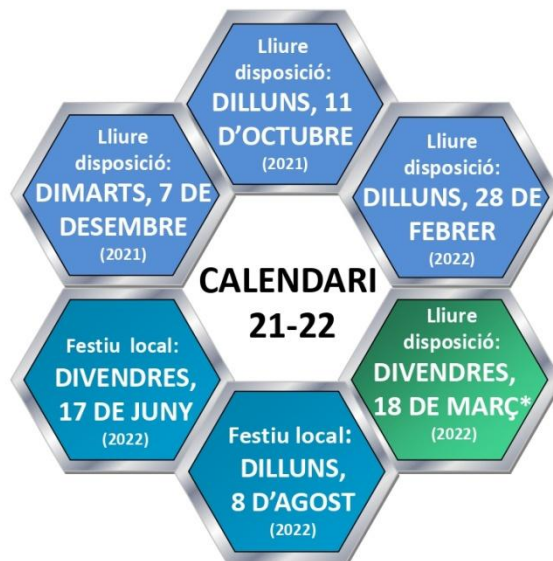 Lliure
disposició:
DILLUNS, 11
D'OCTUBRE
(2021)
Lliure
disposició:
DIMARTS, 7 DE
DESEMBRE
(2021)
Lliure
disposició:
DILLUNS, 28 DE
FEBRER
(2022)
CALENDARI
21-22
Festiu local:
DIVENDRES,
17 DE JUNY
(2022)
Lliure
disposició:
DIVENDRES,
18 DE MARÇ*
(2022)
Festiu local:
DILLUNS,
8 D'AGOST
(2022)